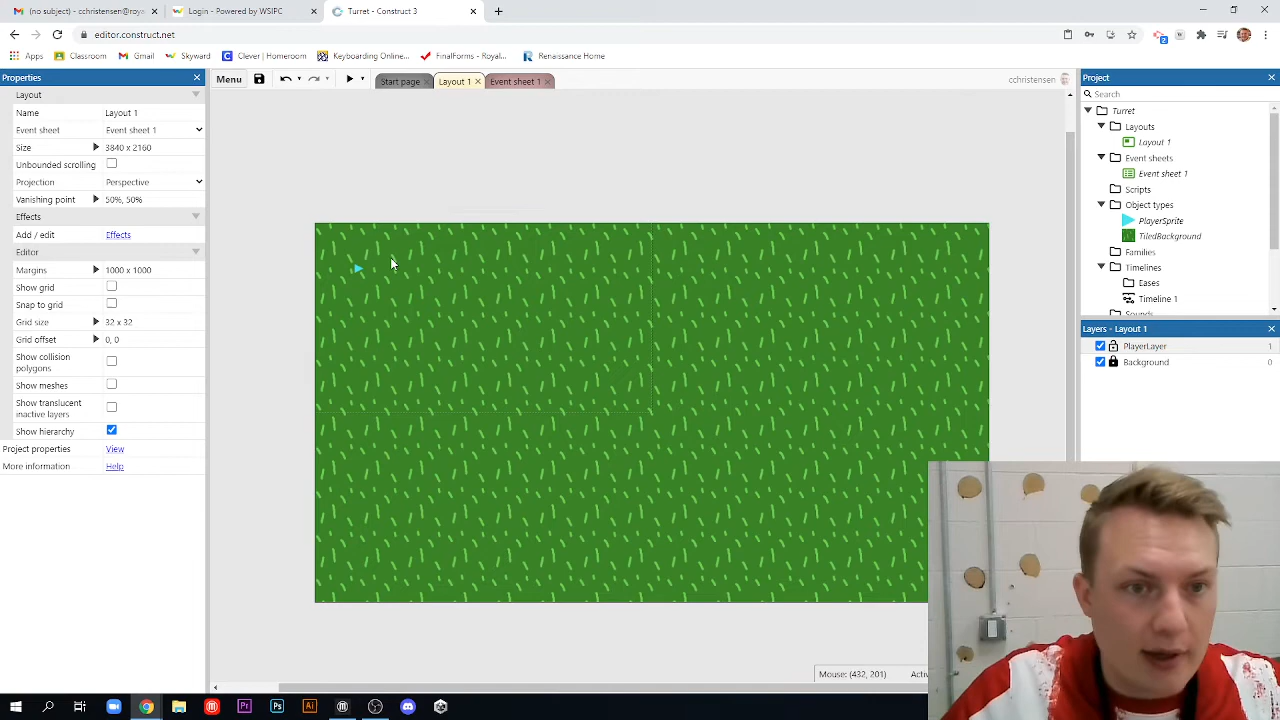 (no subject) - cchristensen@roy
Login - Powered by WSIPC
Turret - Construct 3
editor.construct.net
Apps
Classroom
Gmail
Skyward
Clever | Homeroom
Keyboarding Online...
FinalForms - Royal...
Renaissance Home
Properties
Menu
Start page
Layout 1
Event sheet 1
cchristensen
Project
Layout
Name Layout 1
Event sheet Event sheet 1
Size 3840 x 2160
Unbounded scrolling
Projection Perspective
Vanishing point 50%, 50%
Effects
Add / edit Effects
Editor
Margins 1000 x 1000
Show grid
Snap to grid
Grid size 32 x 32
Grid offset 0, 0
Show collision
polygons
Show meshes
Show translucent
inactive layers
Show hierarchy
Project properties View
More information Help
Search
Turret
Layouts
Layout 1
Event sheets
Event sheet 1
Scripts
Object types
PlayerSprite
TiledBackground
Families
Timelines
Eases
Timeline 1
Sounds
Layers - Layout 1
PlayerLayer 1
Background 0
Mouse: (432, 201)
Activ
Pr
Ps
Ai